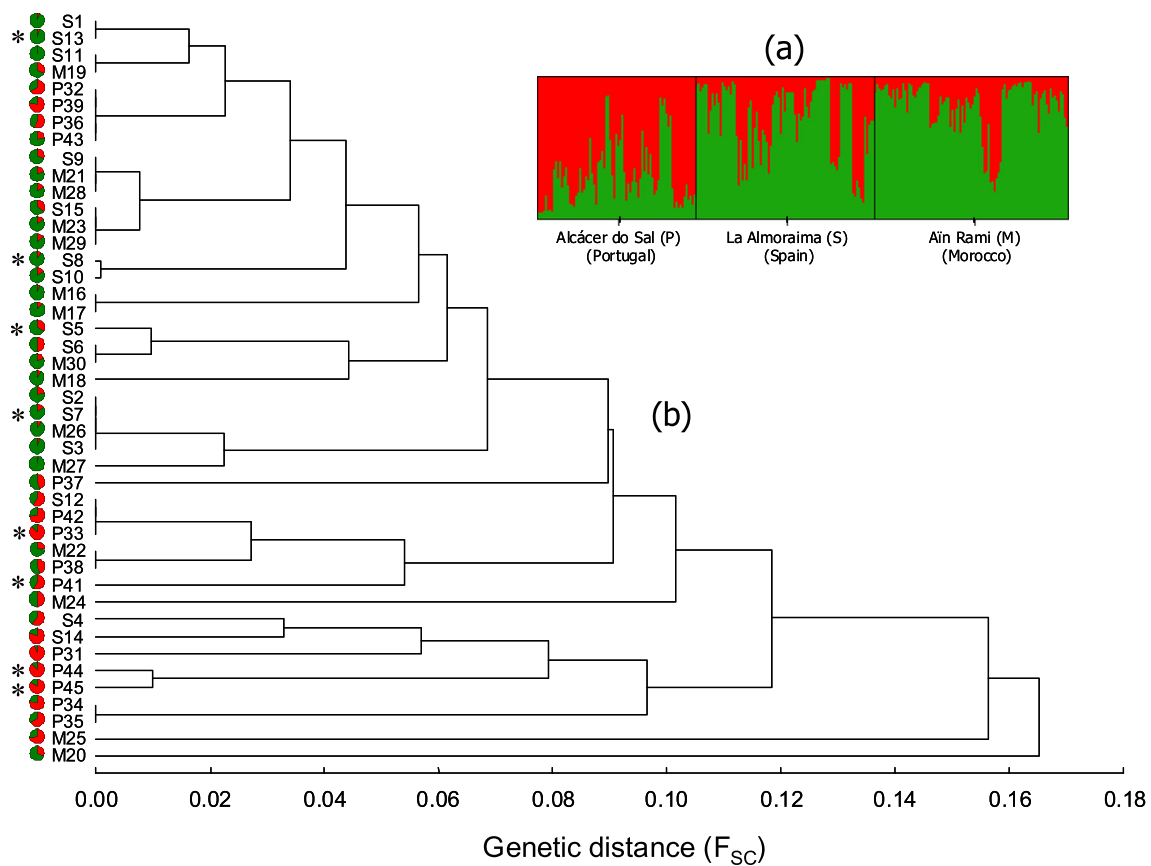 (a)
Alcácer do Sal (P)
(Portugal)
La Almoraima (S)
(Spain)
Aïn Rami (M)
(Morocco)
(b)
S1
* S13
S11
M19
P32
P39
P36
P43
S9
M21
M28
S15
M23
M29
* S8
S10
M16
M17
* S5
S6
M30
M18
S2
* S7
M26
S3
M27
P37
S12
P42
* P33
M22
P38
* P41
M24
S4
S14
P31
* P44
* P45
P34
P35
M25
M20
0.00 0.02 0.04 0.06 0.08 0.10 0.12 0.14 0.16 0.18
Genetic distance (FSC)